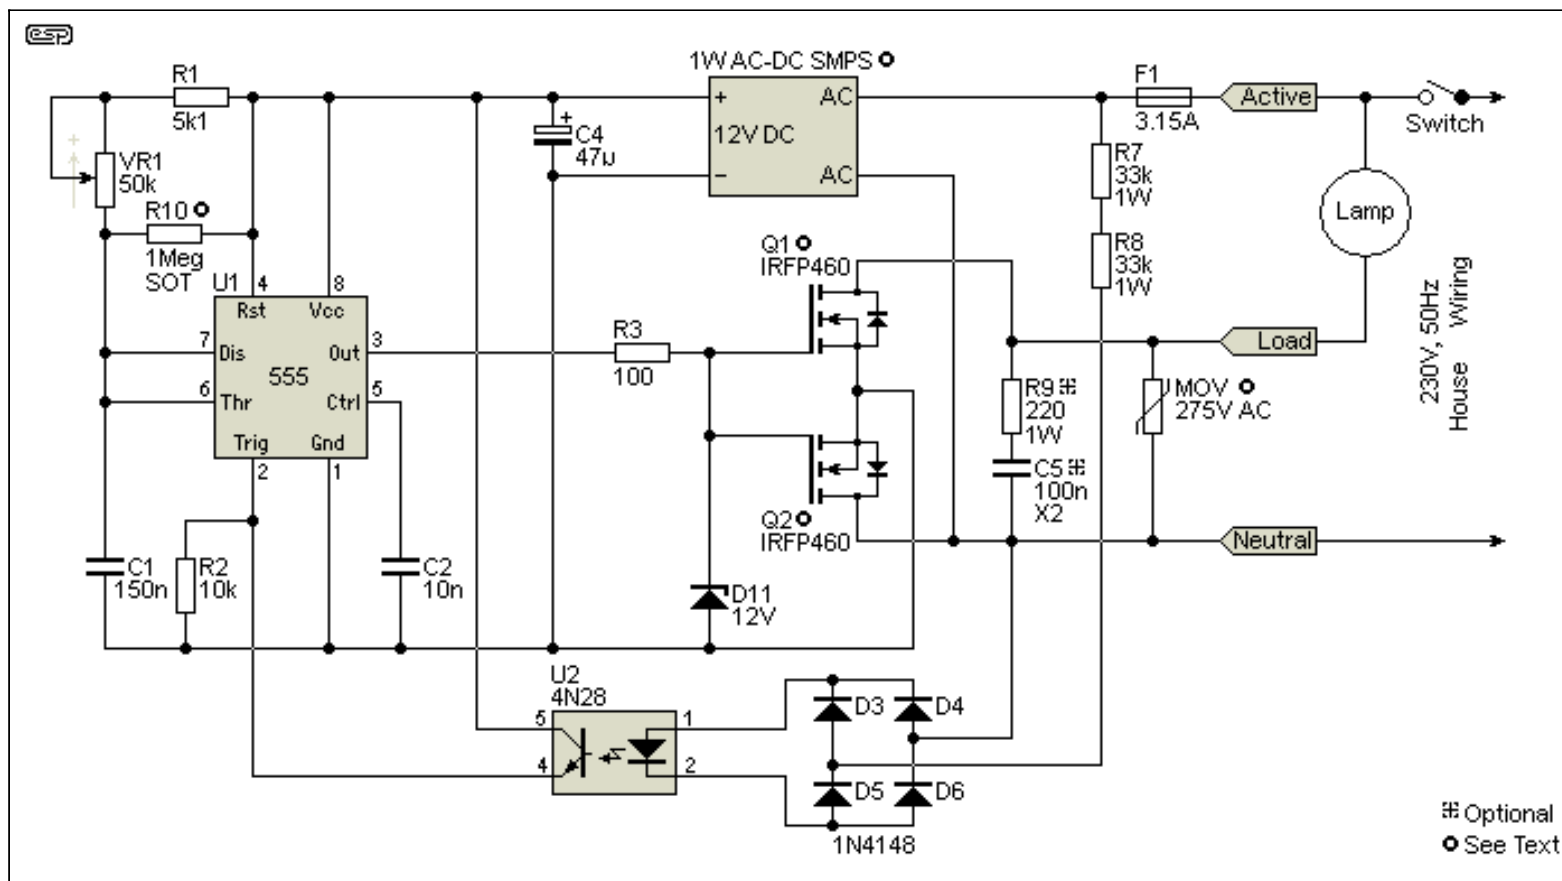 esp
R1
5k1
VR1
50k
+
R10
1Meg
SOT
U1
4
8
Rst
Vcc
7
Dis
Out
3
555
6
Thr
Ctrl
5
Trig
Gnd
2
1
C1
150n
R2
10k
C2
10n
+
C4
47µ
1W AC-DC SMPS
+
AC
12V DC
−
AC
R3
100
Q1
IRFP460
Q2
IRFP460
D11
12V
U2
4N28
5
1
4
2
D3
D4
D5
D6
1N4148
F1
3.15A
R7
33k
1W
R8
33k
1W
R9
220
1W
C5
100n
X2
MOV
275V AC
Active
Load
Neutral
Lamp
Switch
230V, 50Hz
House Wiring
Optional
See Text